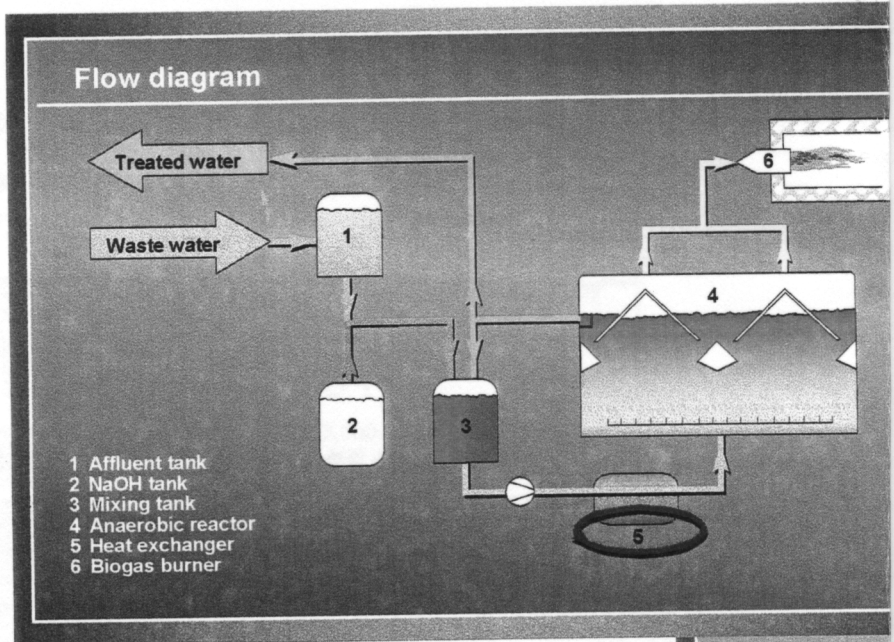 Flow diagram
Treated water
6
Waste water
1
4
2
3
1 Affluent tank
2 NaOH tank
3 Mixing tank
4 Anaerobic reactor
5 Heat exchanger
6 Biogas burner
5